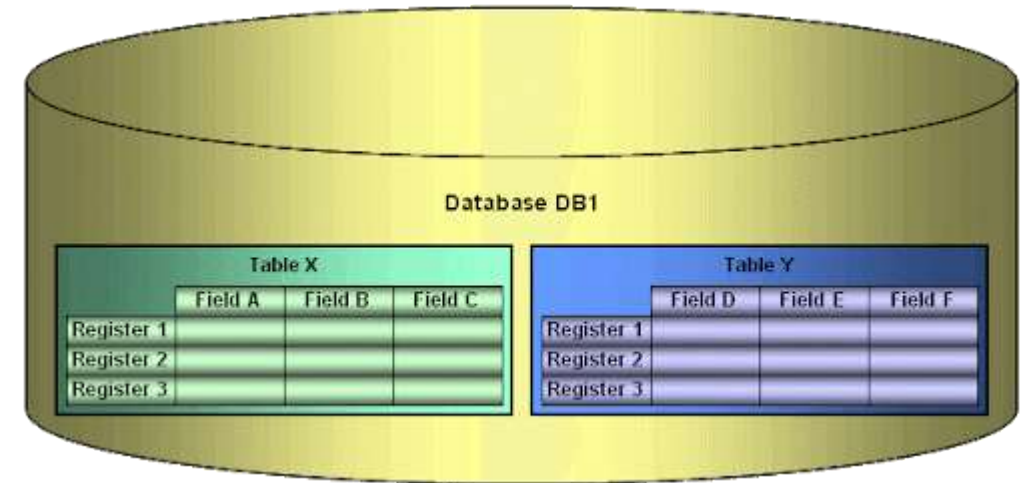 Database DB1
Table X
Field A Field B Field C
Register 1
Register 2
Register 3
Table Y
Field D Field E Field F
Register 1
Register 2
Register 3